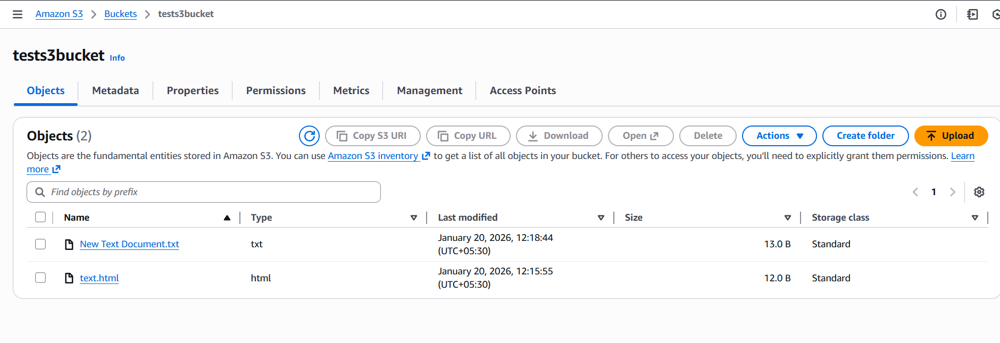 Amazon S3 > Buckets > tests3bucket
tests3bucket Info
Objects Metadata Properties Permissions Metrics Management Access Points
Objects (2) Copy S3 URI Copy URL Download Open Delete Actions Create folder Upload
Objects are the fundamental entities stored in Amazon S3. You can use Amazon S3 inventory to get a list of all objects in your bucket. For others to access your objects, you'll need to explicitly grant them permissions. Learn
more
Find objects by prefix 1
Name Type Last modified Size Storage class
New Text Document.txt txt January 20, 2026, 12:18:44 13.0 B Standard
(UTC+05:30)
text.html html January 20, 2026, 12:15:55 12.0 B Standard
(UTC+05:30)